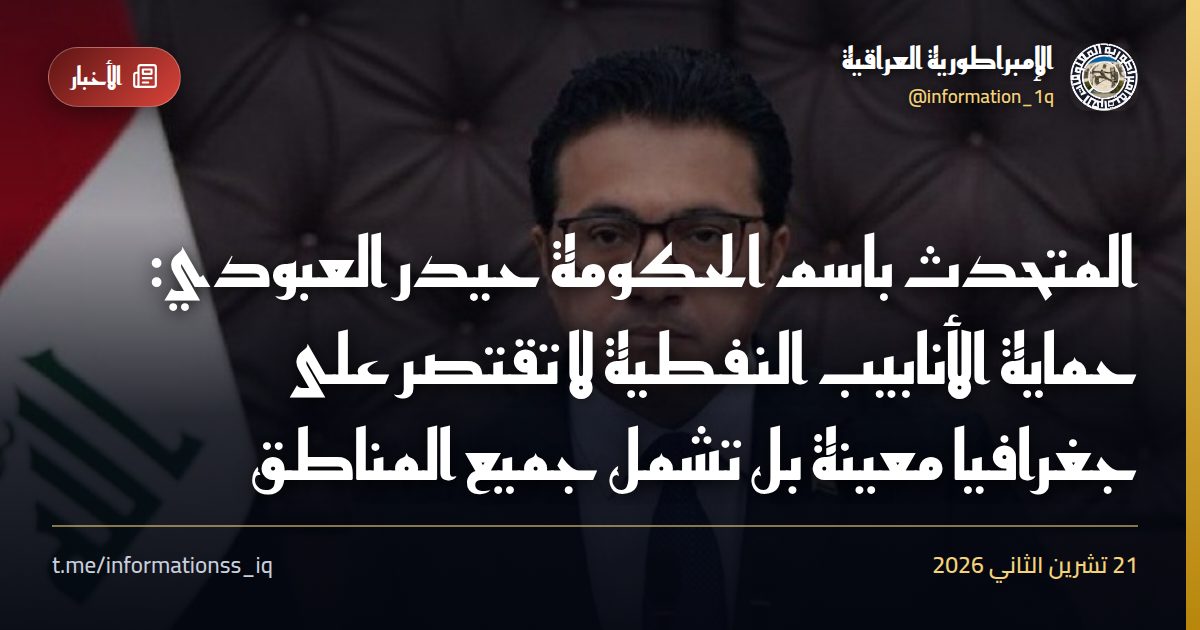 الإمبراطورية العراقية
@information_1q
الأخبار
المتحدث باسم الحكومة حيدر العبودي:
حماية الأنابيب النفطية لا تقتصر على
جغرافيا معينة بل تشمل جميع المناطق
21 تشرين الثاني 2026
t.me/informationss_iq